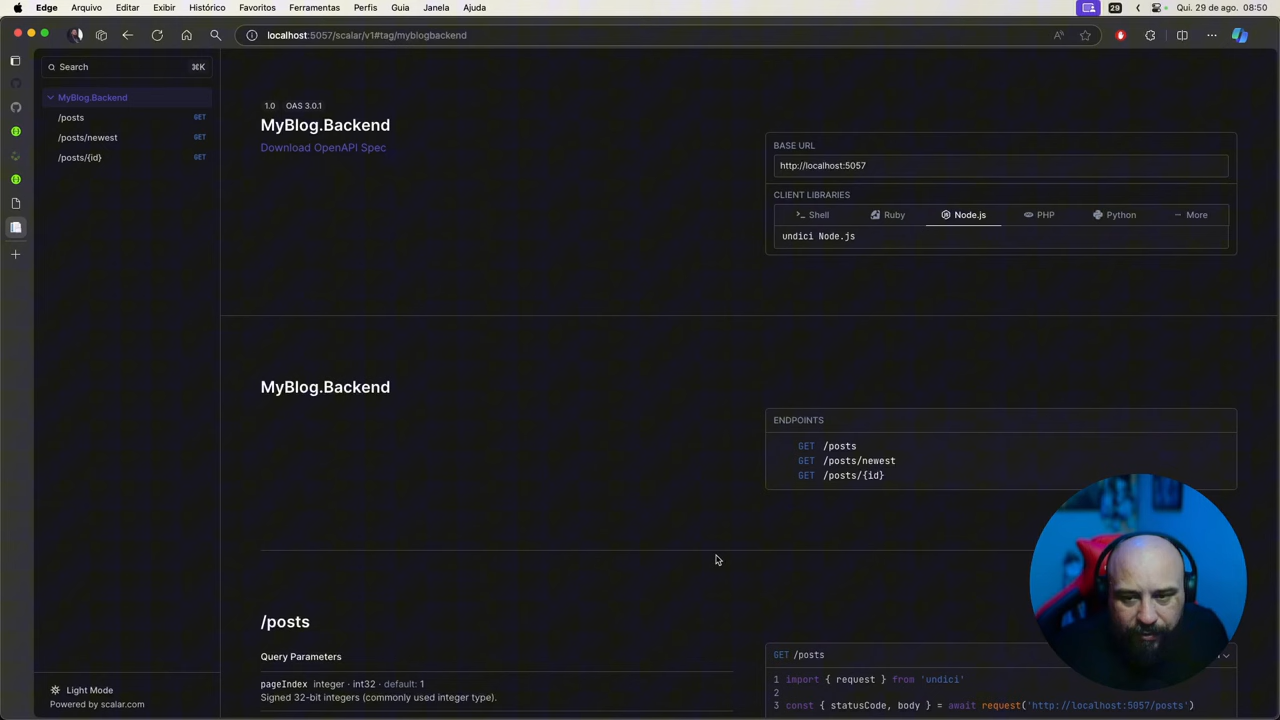 Edge Arquivo Editar Exibir Histórico Favoritos Ferramentas Perfis Guia Janela Ajuda 29 Qui. 29 de ago. 08:50
localhost:5057/scalar/v1#tag/myblogbackend
Search ⌘K
MyBlog.Backend
/posts GET
/posts/newest GET
/posts/{id} GET
1.0 OAS 3.0.1
MyBlog.Backend
Download OpenAPI Spec
BASE URL
http://localhost:5057
CLIENT LIBRARIES
Shell Ruby Node.js PHP Python More
undici Node.js
MyBlog.Backend
ENDPOINTS
GET /posts
GET /posts/newest
GET /posts/{id}
/posts
Query Parameters
pageIndex integer · int32 · default: 1
Signed 32-bit integers (commonly used integer type).
GET /posts
1 import { request } from 'undici'
2
3 const { statusCode, body } = await request('http://localhost:5057/posts')
Light Mode
Powered by scalar.com